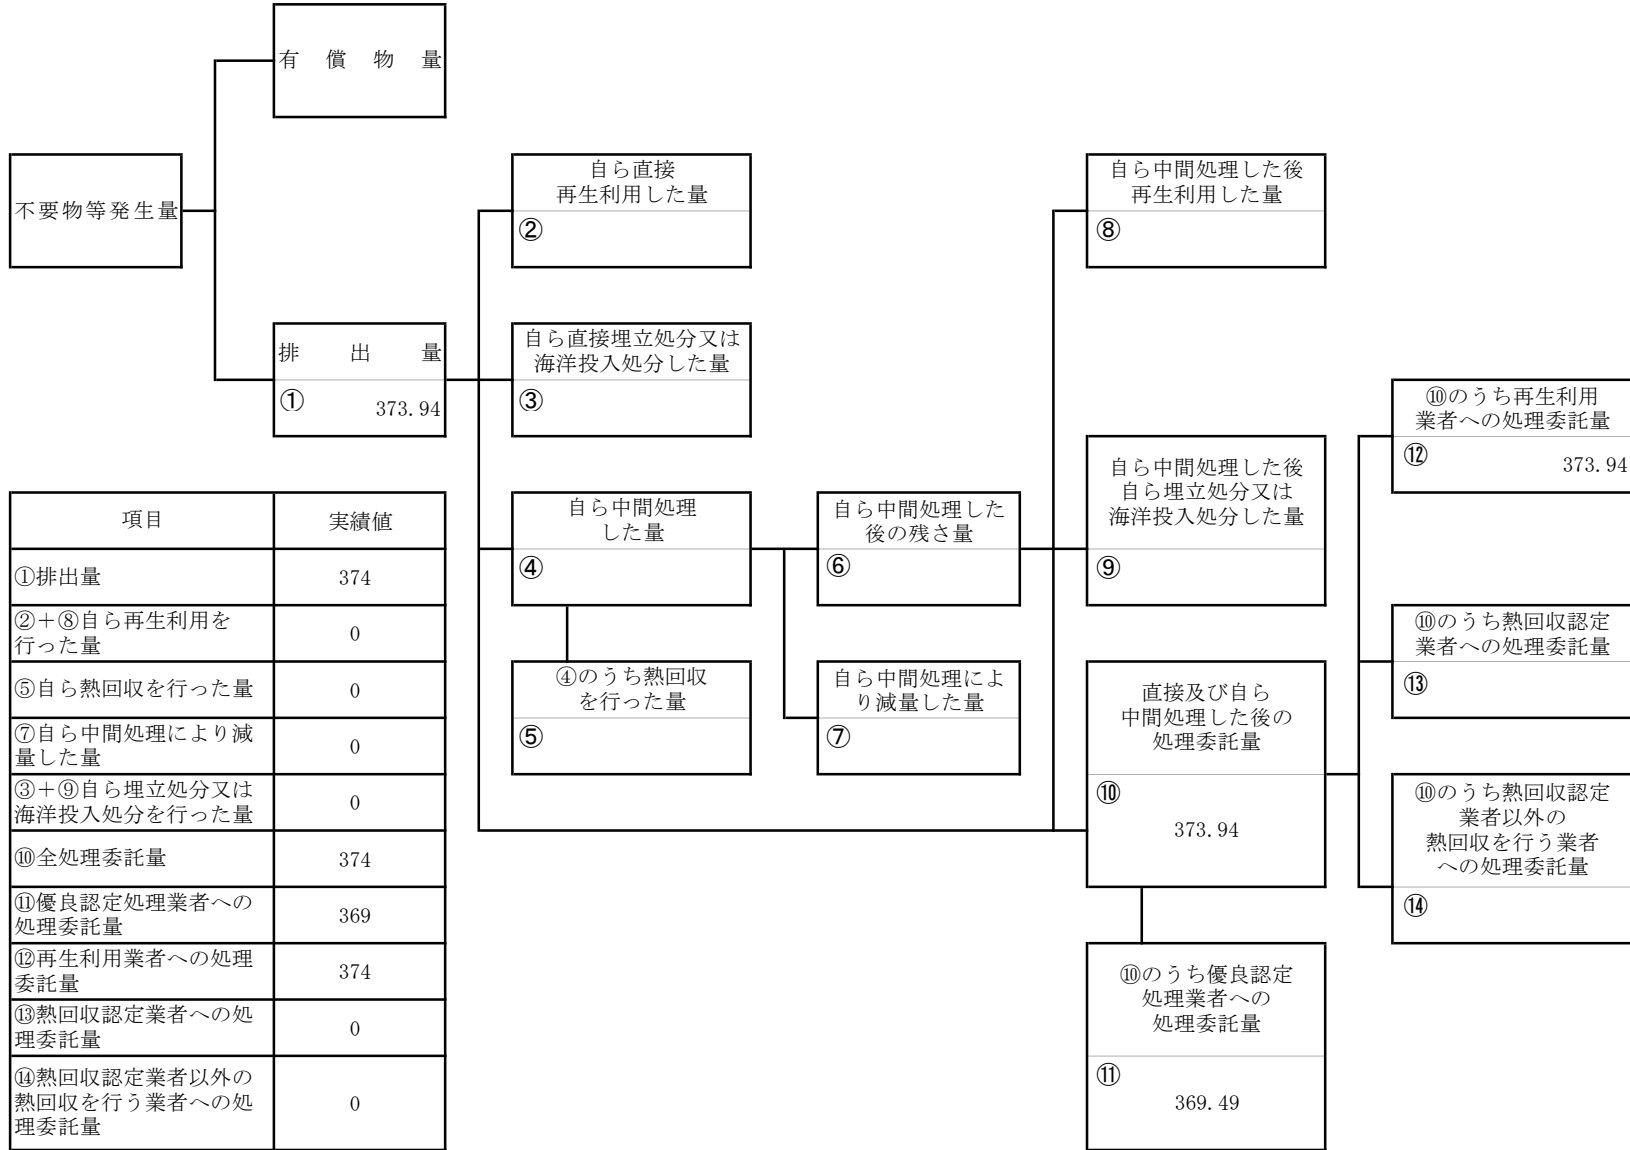 有償物量
不要物等発生量
自ら直接
再生利用した量
②
自ら中間処理した後
再生利用した量
⑧
排出量
① 373.94
自ら直接埋立処分又は
海洋投入処分した量
③
⑩のうち再生利用
業者への処理委託量
⑫ 373.94
自ら中間処理
した量
④
自ら中間処理した
後の残さ量
⑥
自ら中間処理した後
自ら埋立処分又は
海洋投入処分した量
⑨
⑩のうち熱回収認定
業者への処理委託量
⑬
④のうち熱回収
を行った量
⑤
自ら中間処理によ
り減量した量
⑦
直接及び自ら
中間処理した後の
処理委託量
⑩
373.94
⑩のうち熱回収認定
業者以外の
熱回収を行う業者
への処理委託量
⑭
⑩のうち優良認定
処理業者への
処理委託量
⑪
369.49
項目 実績値
①排出量 374
②+⑧自ら再生利用を
行った量 0
⑤自ら熱回収を行った量 0
⑦自ら中間処理により減
量した量 0
③+⑨自ら埋立処分又は
海洋投入処分を行った量 0
⑩全処理委託量 374
⑪優良認定処理業者への
処理委託量 369
⑫再生利用業者への処理
委託量 374
⑬熱回収認定業者への処
理委託量 0
⑭熱回収認定業者以外の
熱回収を行う業者への処
理委託量 0